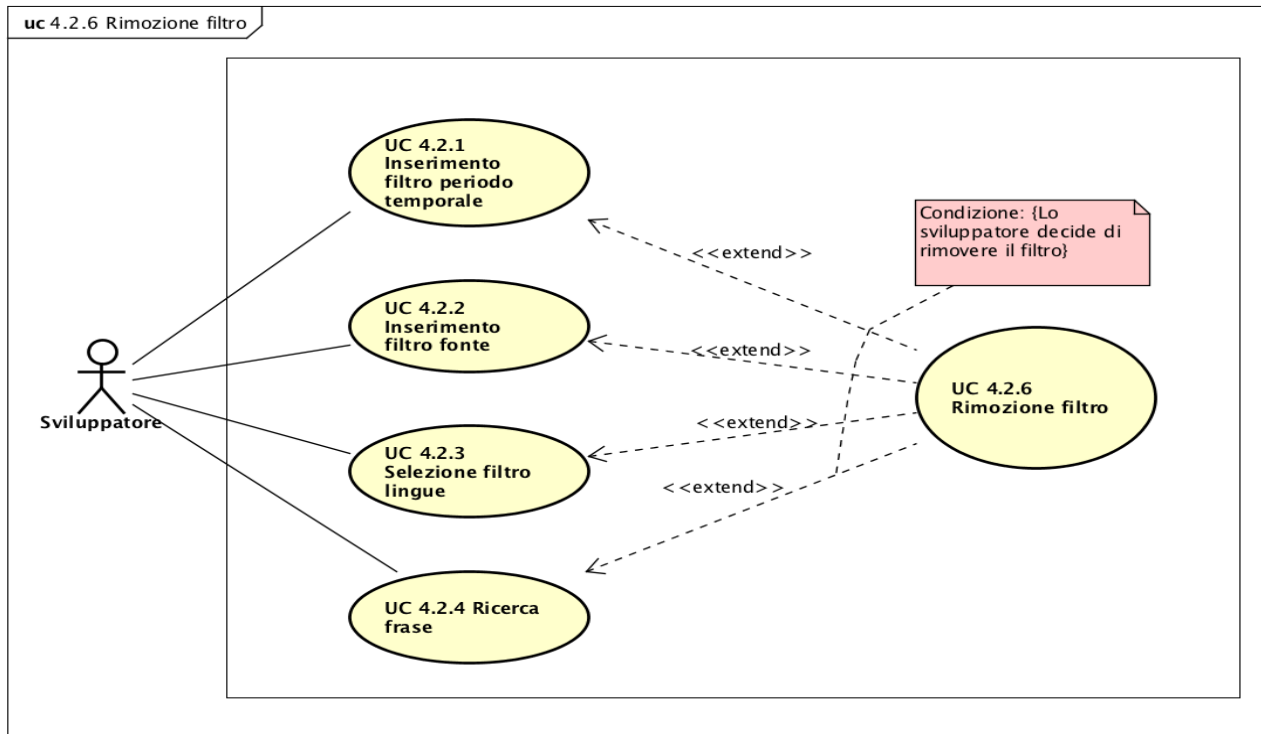 uc 4.2.6 Rimozione filtro
UC 4.2.1
Inserimento
filtro periodo
temporale
Condizione: {Lo
sviluppatore decide di
rimovere il filtro}
<<extend>>
UC 4.2.2
Inserimento
filtro fonte
<<extend>>
UC 4.2.6
Rimozione filtro
Sviluppatore
<<extend>>
UC 4.2.3
Selezione filtro
lingue
<<extend>>
UC 4.2.4 Ricerca
frase